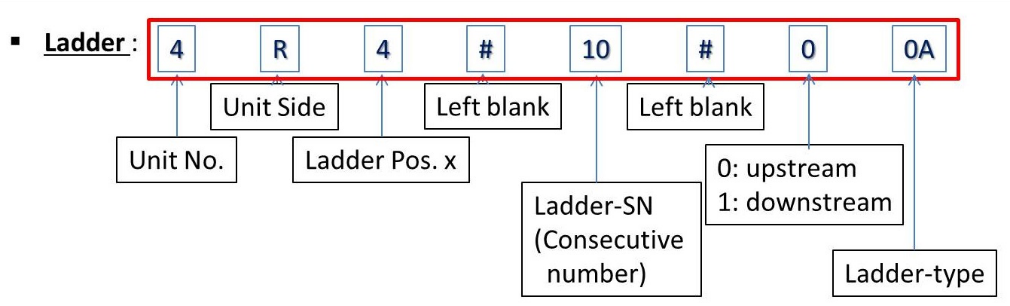 ▪ Ladder : 4 R 4 # 10 # 0 0A
Unit Side
Left blank
Left blank
Unit No.
Ladder Pos. x
0: upstream
1: downstream
Ladder-SN
(Consecutive
number)
Ladder-type